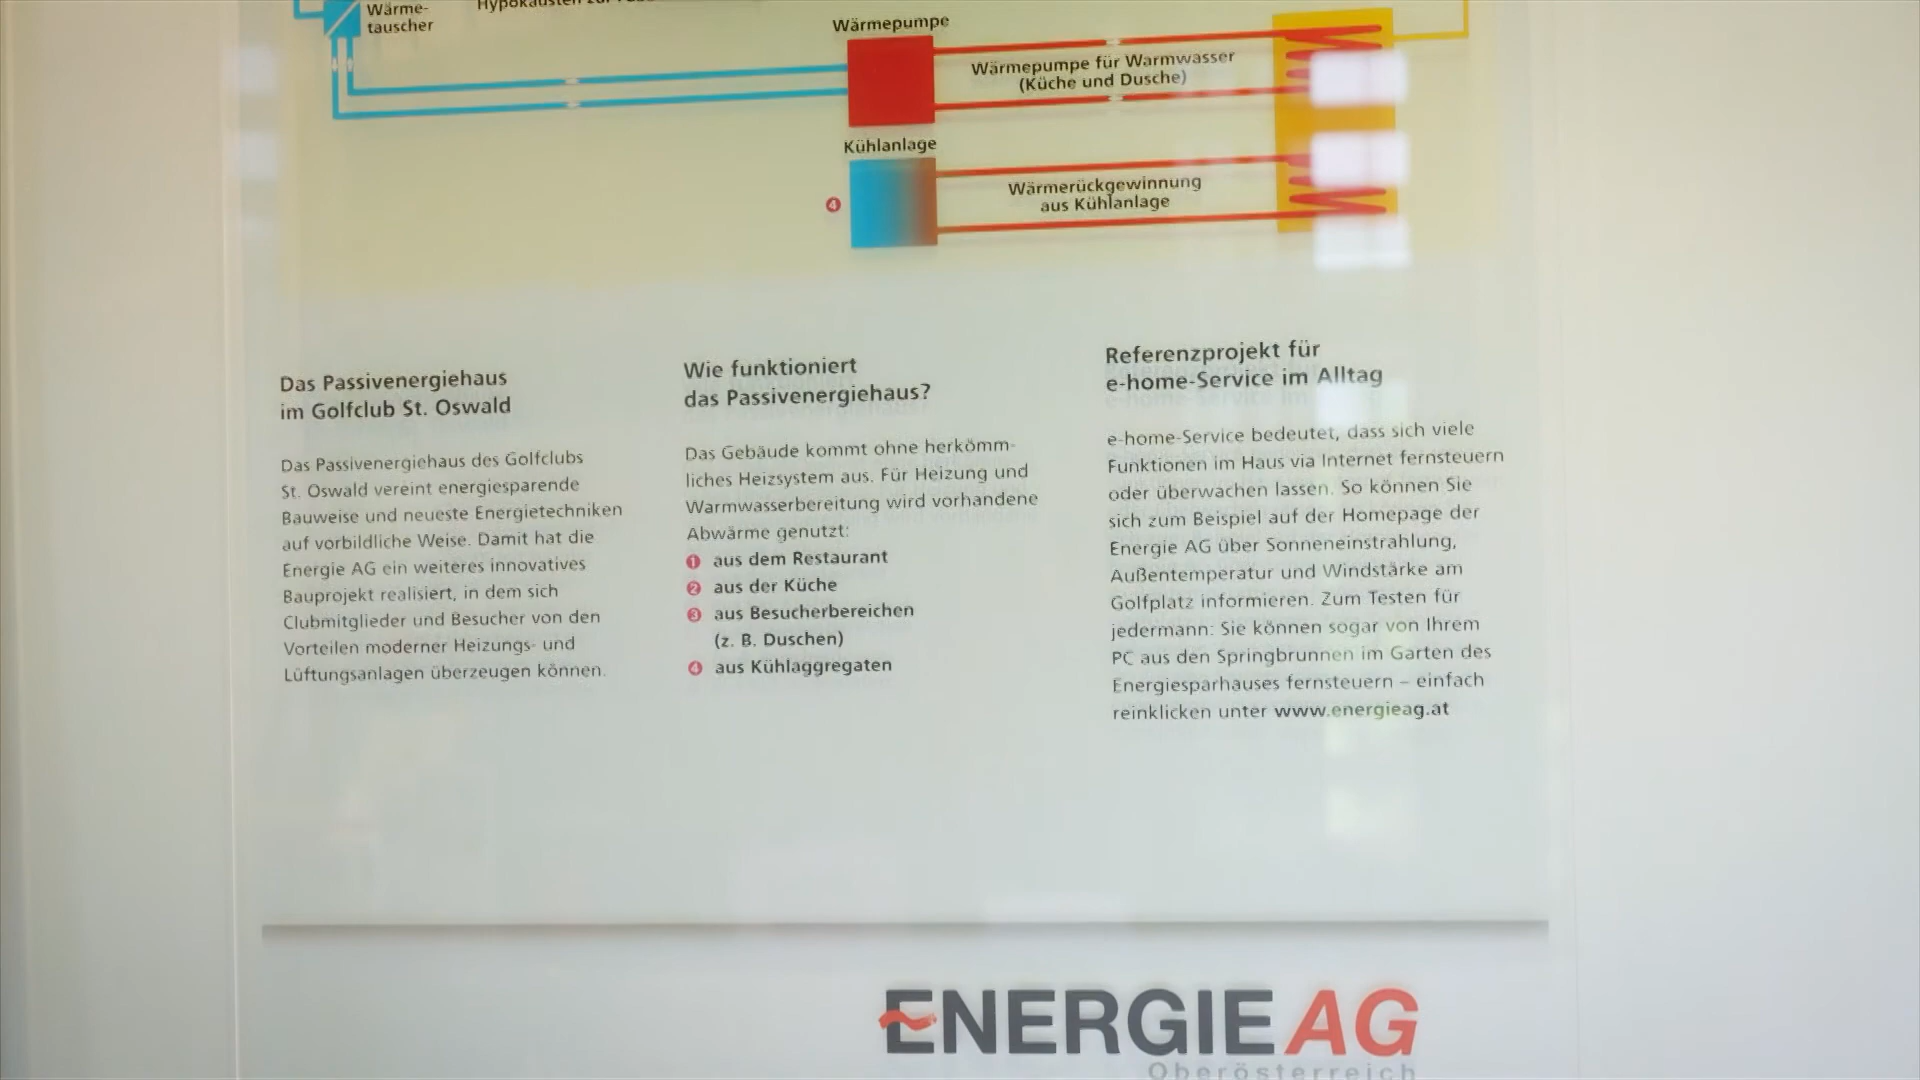 Wärme-
tauscher
Wärmepumpe
Wärmepumpe für Warmwasser
(Küche und Dusche)
Kühlanlage
4
Wärmerückgewinnung
aus Kühlanlage
Das Passivenergiehaus
im Golfclub St. Oswald
Das Passivenergiehaus des Golfclubs
St. Oswald vereint energiesparende
Bauweise und neueste Energietechniken
auf vorbildliche Weise. Damit hat die
Energie AG ein weiteres innovatives
Bauprojekt realisiert, in dem sich
Clubmitglieder und Besucher von den
Vorteilen moderner Heizungs- und
Lüftungsanlagen überzeugen können.
Wie funktioniert
das Passivenergiehaus?
Das Gebäude kommt ohne herkömm-
liches Heizsystem aus. Für Heizung und
Warmwasserbereitung wird vorhandene
Abwärme genutzt:
1 aus dem Restaurant
2 aus der Küche
3 aus Besucherbereichen
(z. B. Duschen)
4 aus Kühlaggregaten
Referenzprojekt für
e-home-Service im Alltag
e-home-Service bedeutet, dass sich viele
Funktionen im Haus via Internet fernsteuern
oder überwachen lassen. So können Sie
sich zum Beispiel auf der Homepage der
Energie AG über Sonneneinstrahlung,
Außentemperatur und Windstärke am
Golfplatz informieren. Zum Testen für
jedermann: Sie können sogar von Ihrem
PC aus den Springbrunnen im Garten des
Energiesparhauses fernsteuern – einfach
reinklicken unter www.energieag.at
ENERGIE AG
Oberösterreich